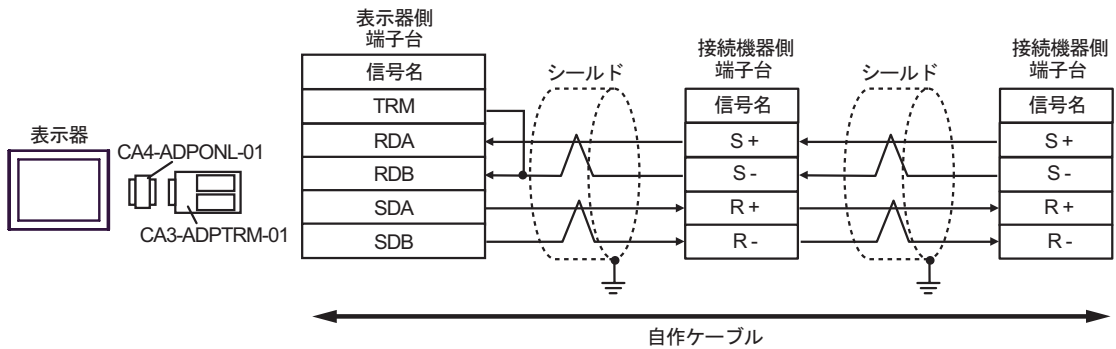 表示器
CA4-ADPONL-01
CA3-ADPTRM-01
表示器側
端子台
信号名
TRM
RDA
RDB
SDA
SDB
シールド
接続機器側
端子台
信号名
S+
S-
R+
R-
シールド
接続機器側
端子台
信号名
S+
S-
R+
R-
自作ケーブル